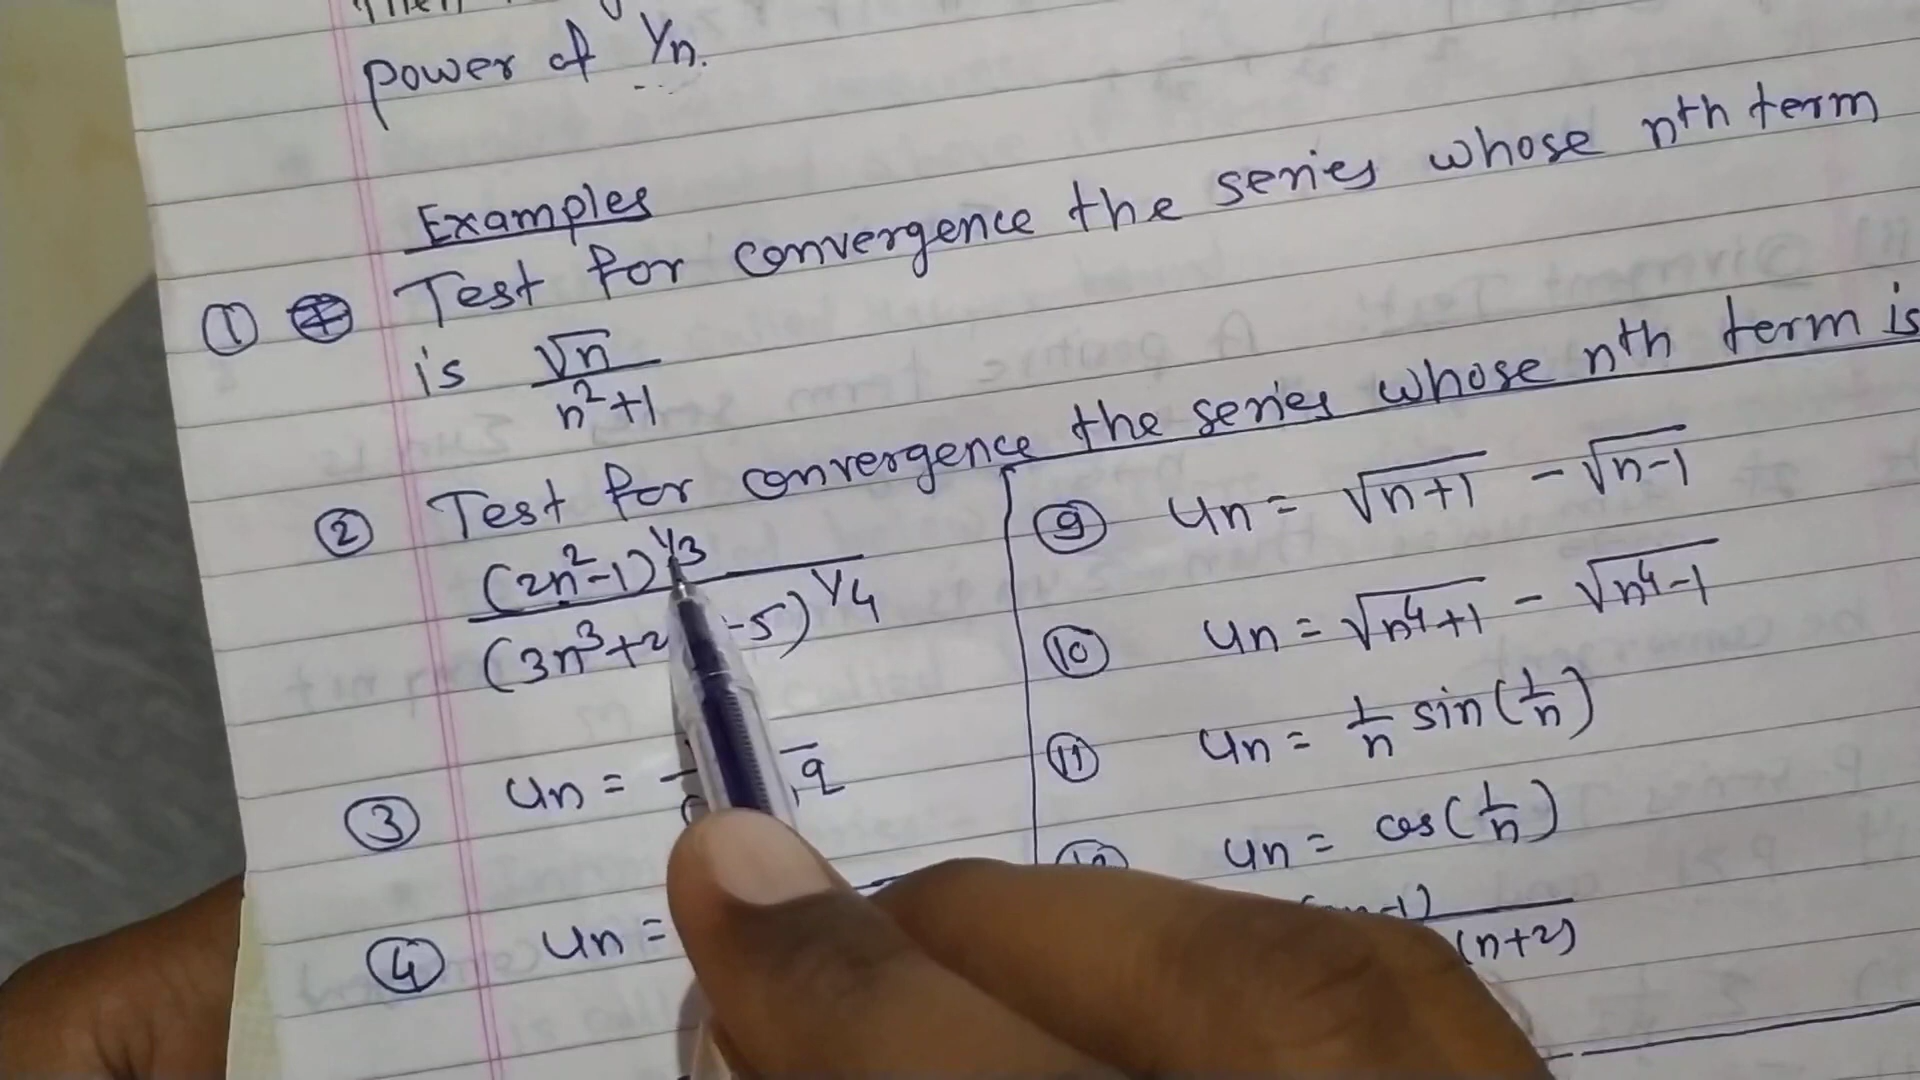 power of 1/n.
Examples
① Test for convergence the series whose nth term
is √n / n²+1
② Test for convergence the series whose nth term is
(2n²-1)^1/3
(3n³+2 -5)^1/4
③ un =
④ un =
⑨ un = √n+1 - √n-1
⑩ un = √n⁴+1 - √n⁴-1
⑪ un = 1/n sin(1/n)
un = cos(1/n)
(n+2)